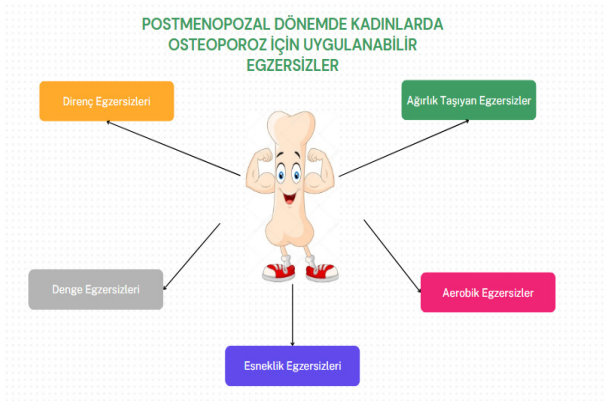 POSTMENOPOZAL DÖNEMDE KADINLARDA
OSTEOPOROZ İÇİN UYGULANABİLİR
EGZERSİZLER
Direnç Egzersizleri
Ağırlık Taşıyan Egzersizler
Denge Egzersizleri
Aerobik Egzersizler
Esneklik Egzersizleri